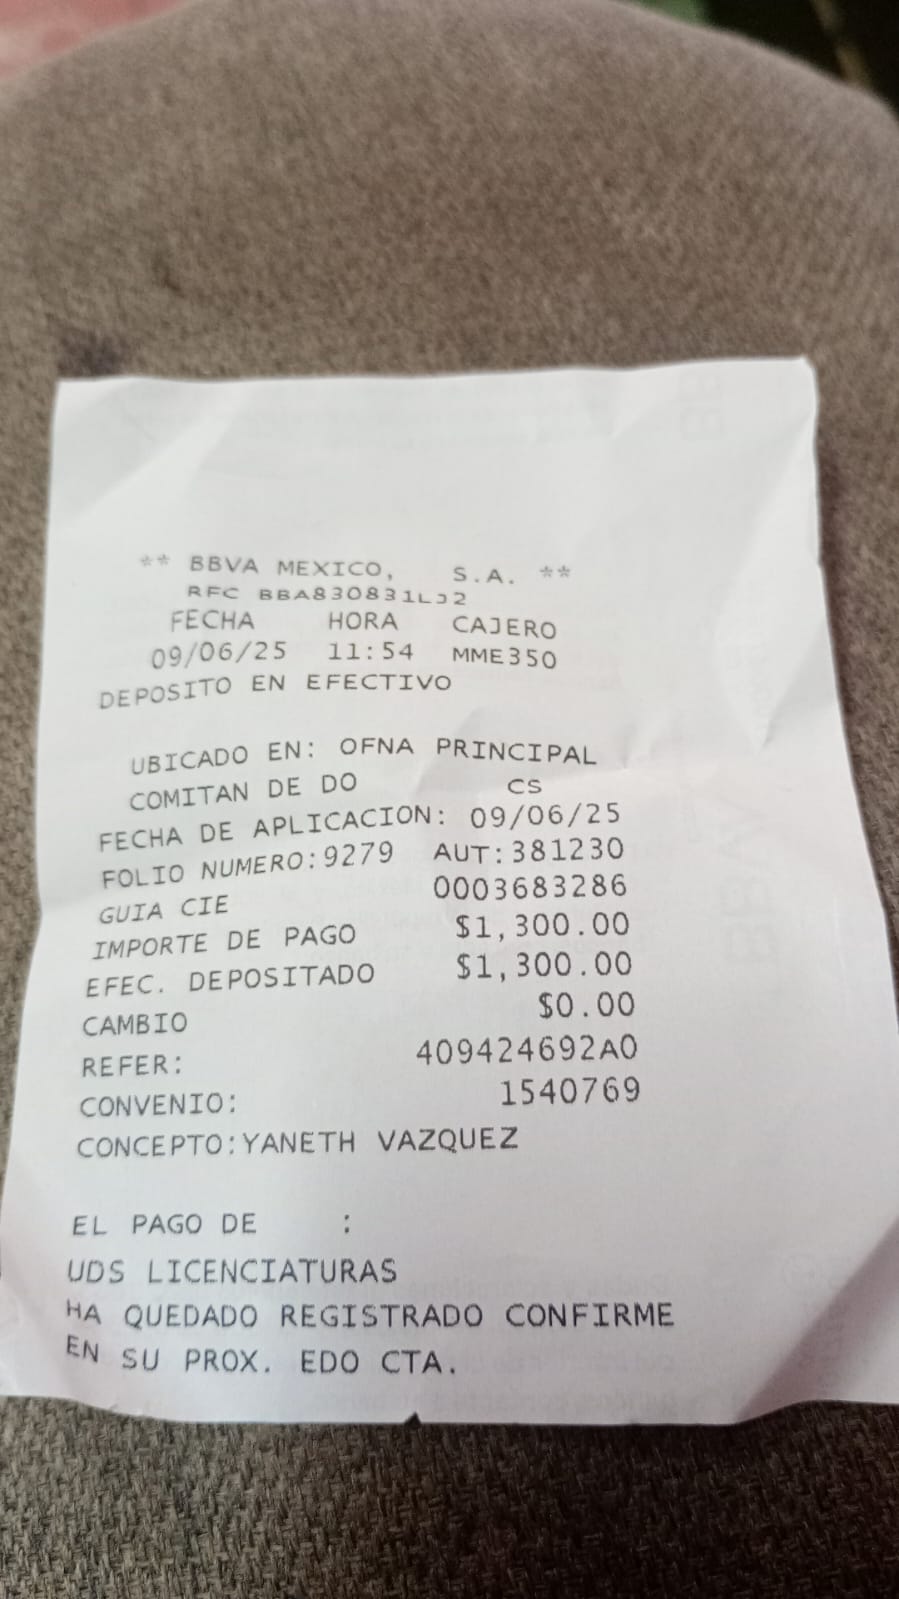 ** BBVA MEXICO, S.A. **
RFC BBA830831LJ2
FECHA HORA CAJERO
09/06/25 11:54 MME350
DEPOSITO EN EFECTIVO
UBICADO EN: OFNA PRINCIPAL
COMITAN DE DO CS
FECHA DE APLICACION: 09/06/25
FOLIO NUMERO:9279 AUT:381230
GUIA CIE 0003683286
IMPORTE DE PAGO $1,300.00
EFEC. DEPOSITADO $1,300.00
CAMBIO $0.00
REFER: 409424692A0
CONVENIO: 1540769
CONCEPTO:YANETH VAZQUEZ
EL PAGO DE :
UDS LICENCIATURAS
HA QUEDADO REGISTRADO CONFIRME
EN SU PROX. EDO CTA.